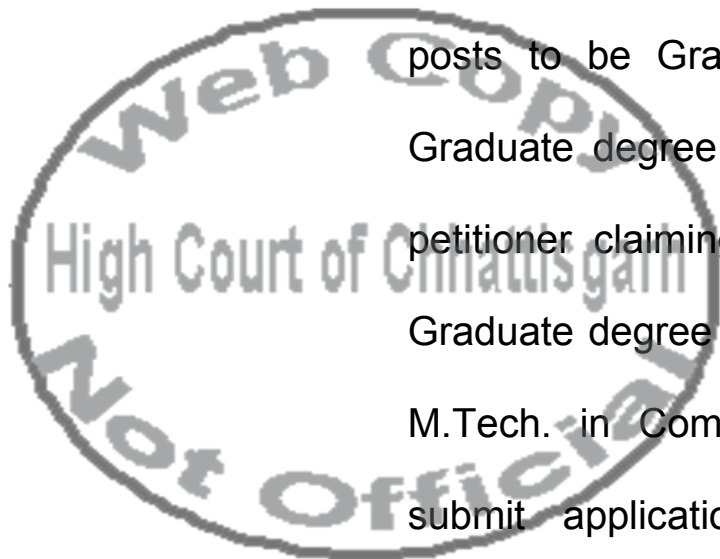 Web Copy
High Court of Chhattisgarh
Not Official
posts to be Gra
Graduate degree
petitioner claiming
Graduate degree
M.Tech. in Com
submit applicatio